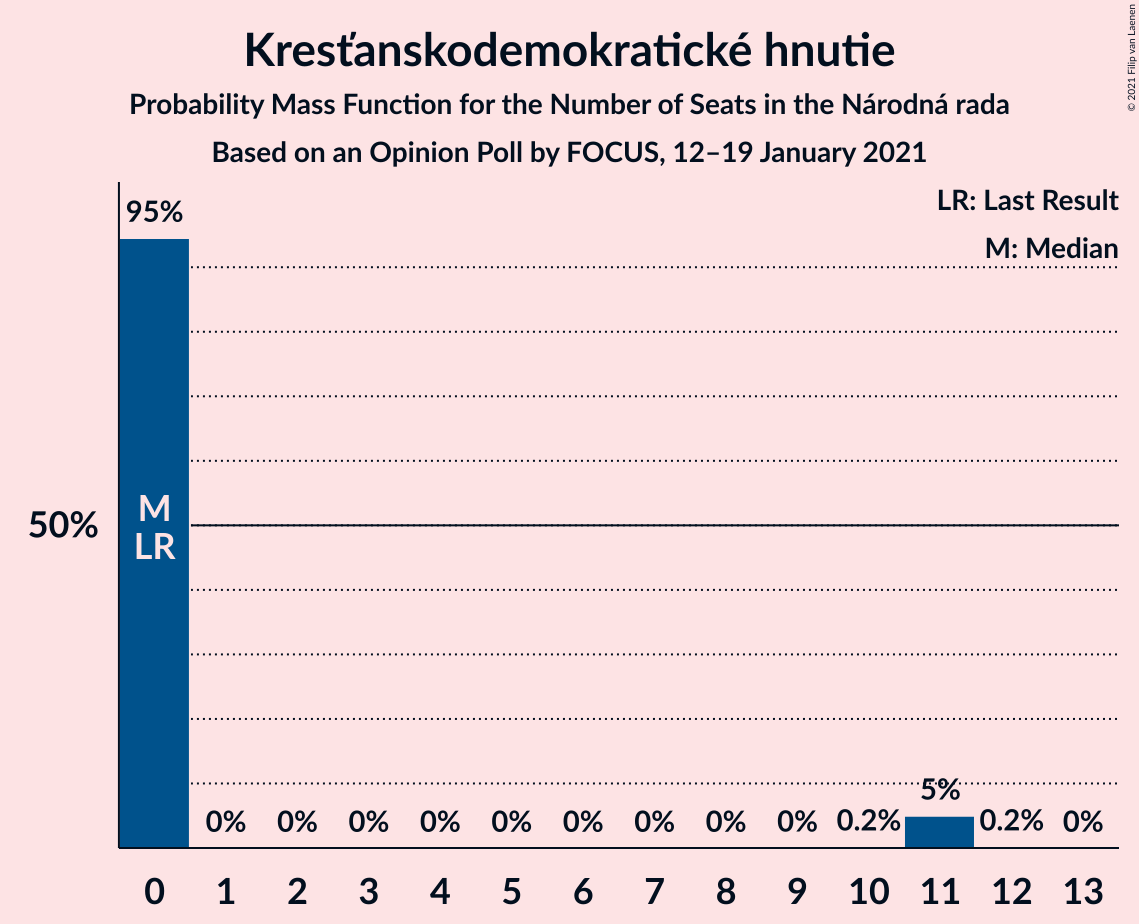 Kresťanskodemokratické hnutie
Probability Mass Function for the Number of Seats in the Národná rada
Based on an Opinion Poll by FOCUS, 12–19 January 2021
© 2021 Filip van Laenen
LR: Last Result
M: Median
95%
50%
M
LR
0% 0% 0% 0% 0% 0% 0% 0% 0% 0.2% 5% 0.2% 0%
0 1 2 3 4 5 6 7 8 9 10 11 12 13